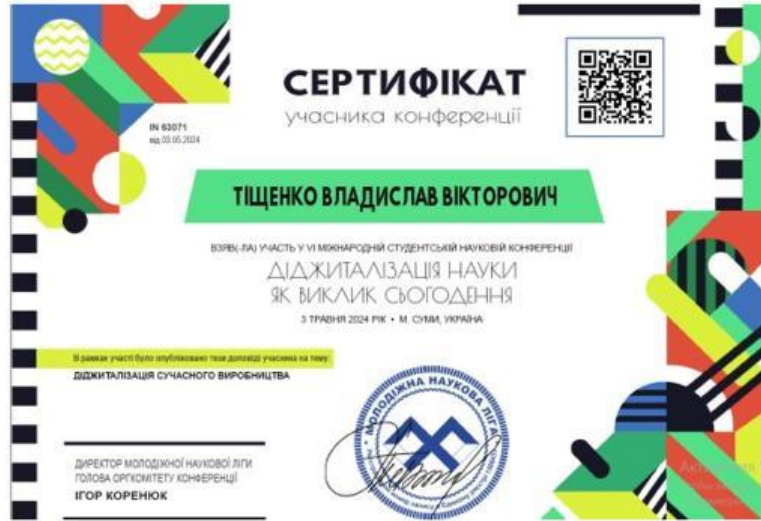 СЕРТИФІКАТ
учасника конференції
IN 63071
від 03.05.2024
ТІЩЕНКО ВЛАДИСЛАВ ВІКТОРОВИЧ
ВЗЯВ(-ЛА) УЧАСТЬ У VI МІЖНАРОДНІЙ СТУДЕНТСЬКІЙ НАУКОВІЙ КОНФЕРЕНЦІЇ
ДІДЖИТАЛІЗАЦІЯ НАУКИ
ЯК ВИКЛИК СЬОГОДЕННЯ
3 ТРАВНЯ 2024 РІК • М. СУМИ, УКРАЇНА
В рамках участі було опубліковано тези доповіді учасника на тему:
ДІДЖИТАЛІЗАЦІЯ СУЧАСНОГО ВИРОБНИЦТВА
МОЛОДІЖНА НАУКОВА ЛІГА
ДИРЕКТОР МОЛОДІЖНОЇ НАУКОВОЇ ЛІГИ
ГОЛОВА ОРГКОМІТЕТУ КОНФЕРЕНЦІЇ
ІГОР КОРЕНЮК